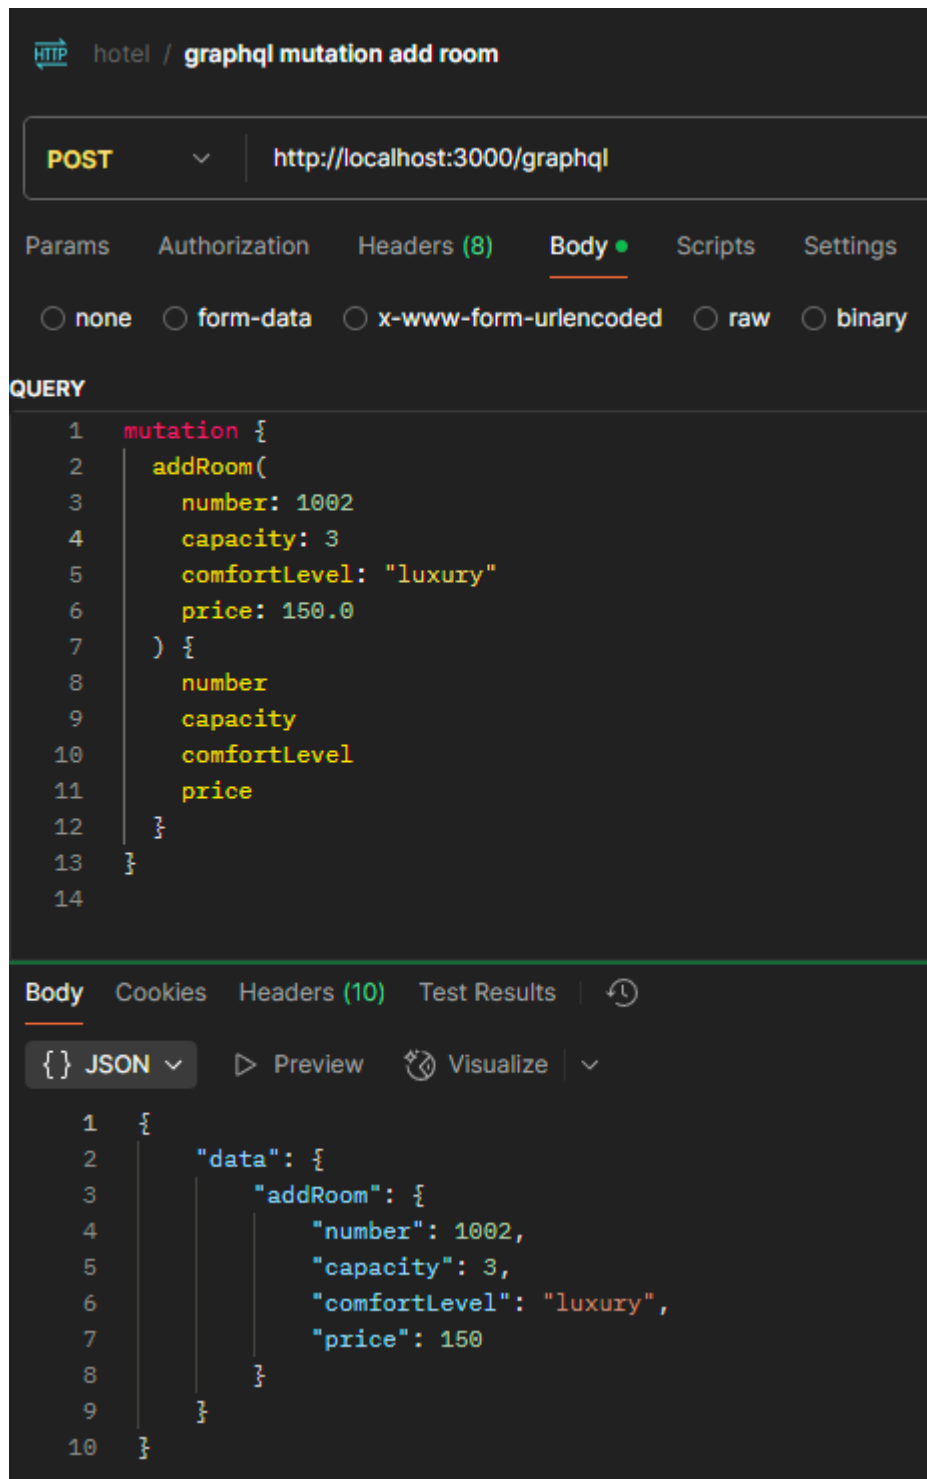 HTTP hotel / graphql mutation add room
POST http://localhost:3000/graphql
Params Authorization Headers (8) Body Scripts Settings
none form-data x-www-form-urlencoded raw binary
QUERY
1 mutation {
2 addRoom(
3 number: 1002
4 capacity: 3
5 comfortLevel: "luxury"
6 price: 150.0
7 ) {
8 number
9 capacity
10 comfortLevel
11 price
12 }
13 }
14
Body Cookies Headers (10) Test Results
{} JSON Preview Visualize
1 {
2 "data": {
3 "addRoom": {
4 "number": 1002,
5 "capacity": 3,
6 "comfortLevel": "luxury",
7 "price": 150
8 }
9 }
10 }